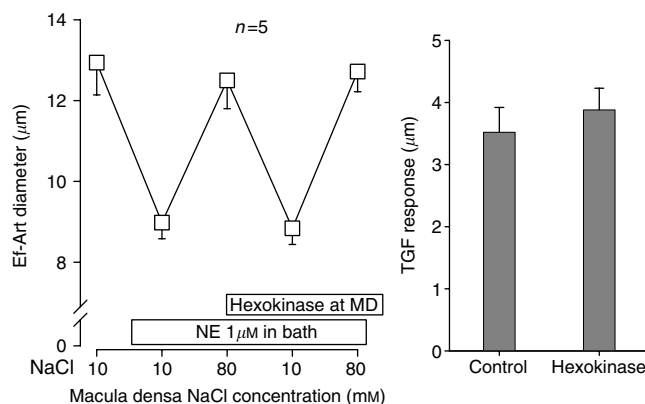 n=5
14
12
10
8
0
Ef-Art diameter (μm)
Hexokinase at MD
NE 1 μM in bath
NaCl 10 10 80 10 80
Macula densa NaCl concentration (mM)
5
4
3
2
1
0
TGF response (μm)
Control Hexokinase